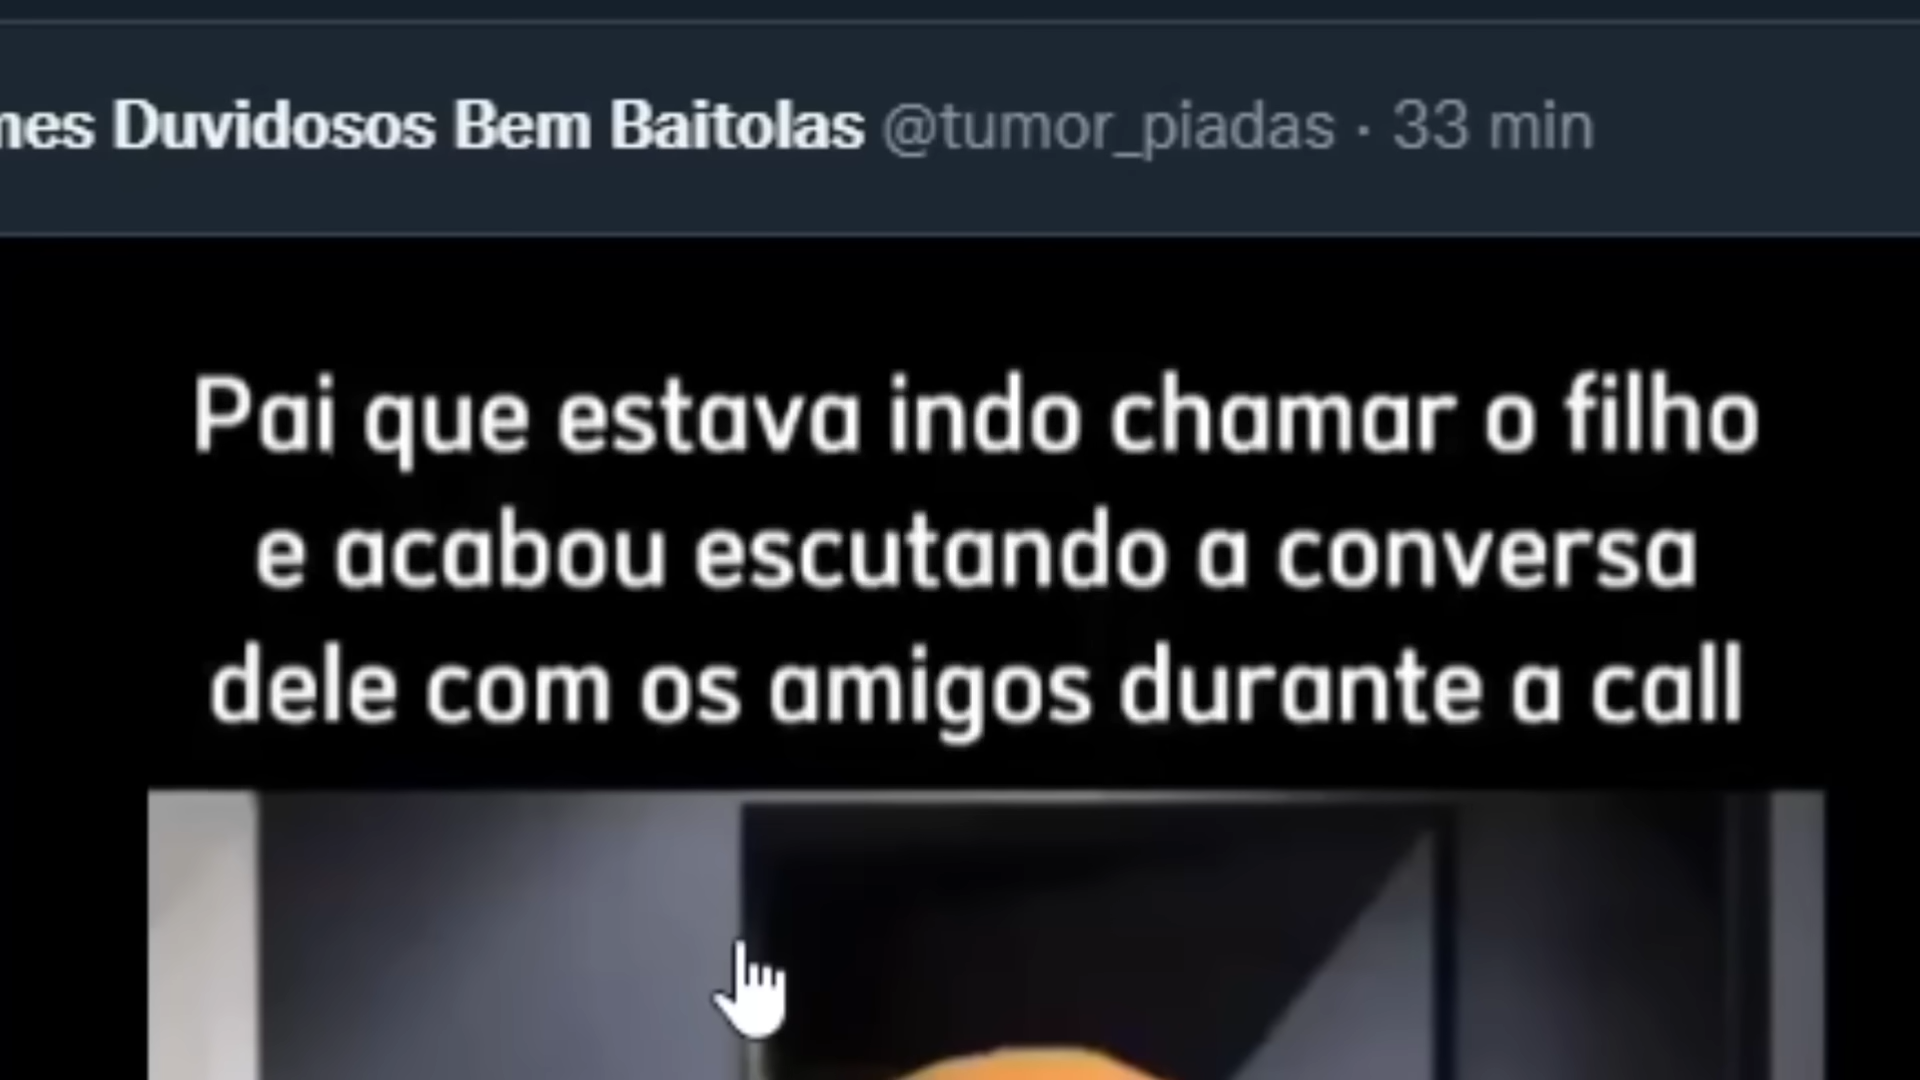 Duvidosos Bem Baitolas @tumor_piadas · 33 min
Pai que estava indo chamar o filho
e acabou escutando a conversa
dele com os amigos durante a call